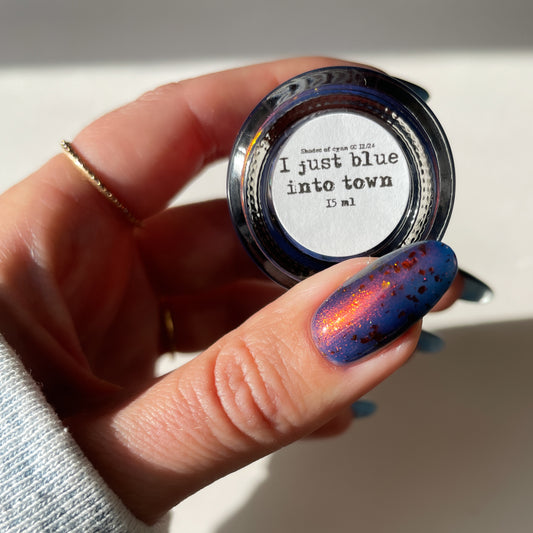 Shades of cyan CC 12/24
I just blue
into town
15 ml